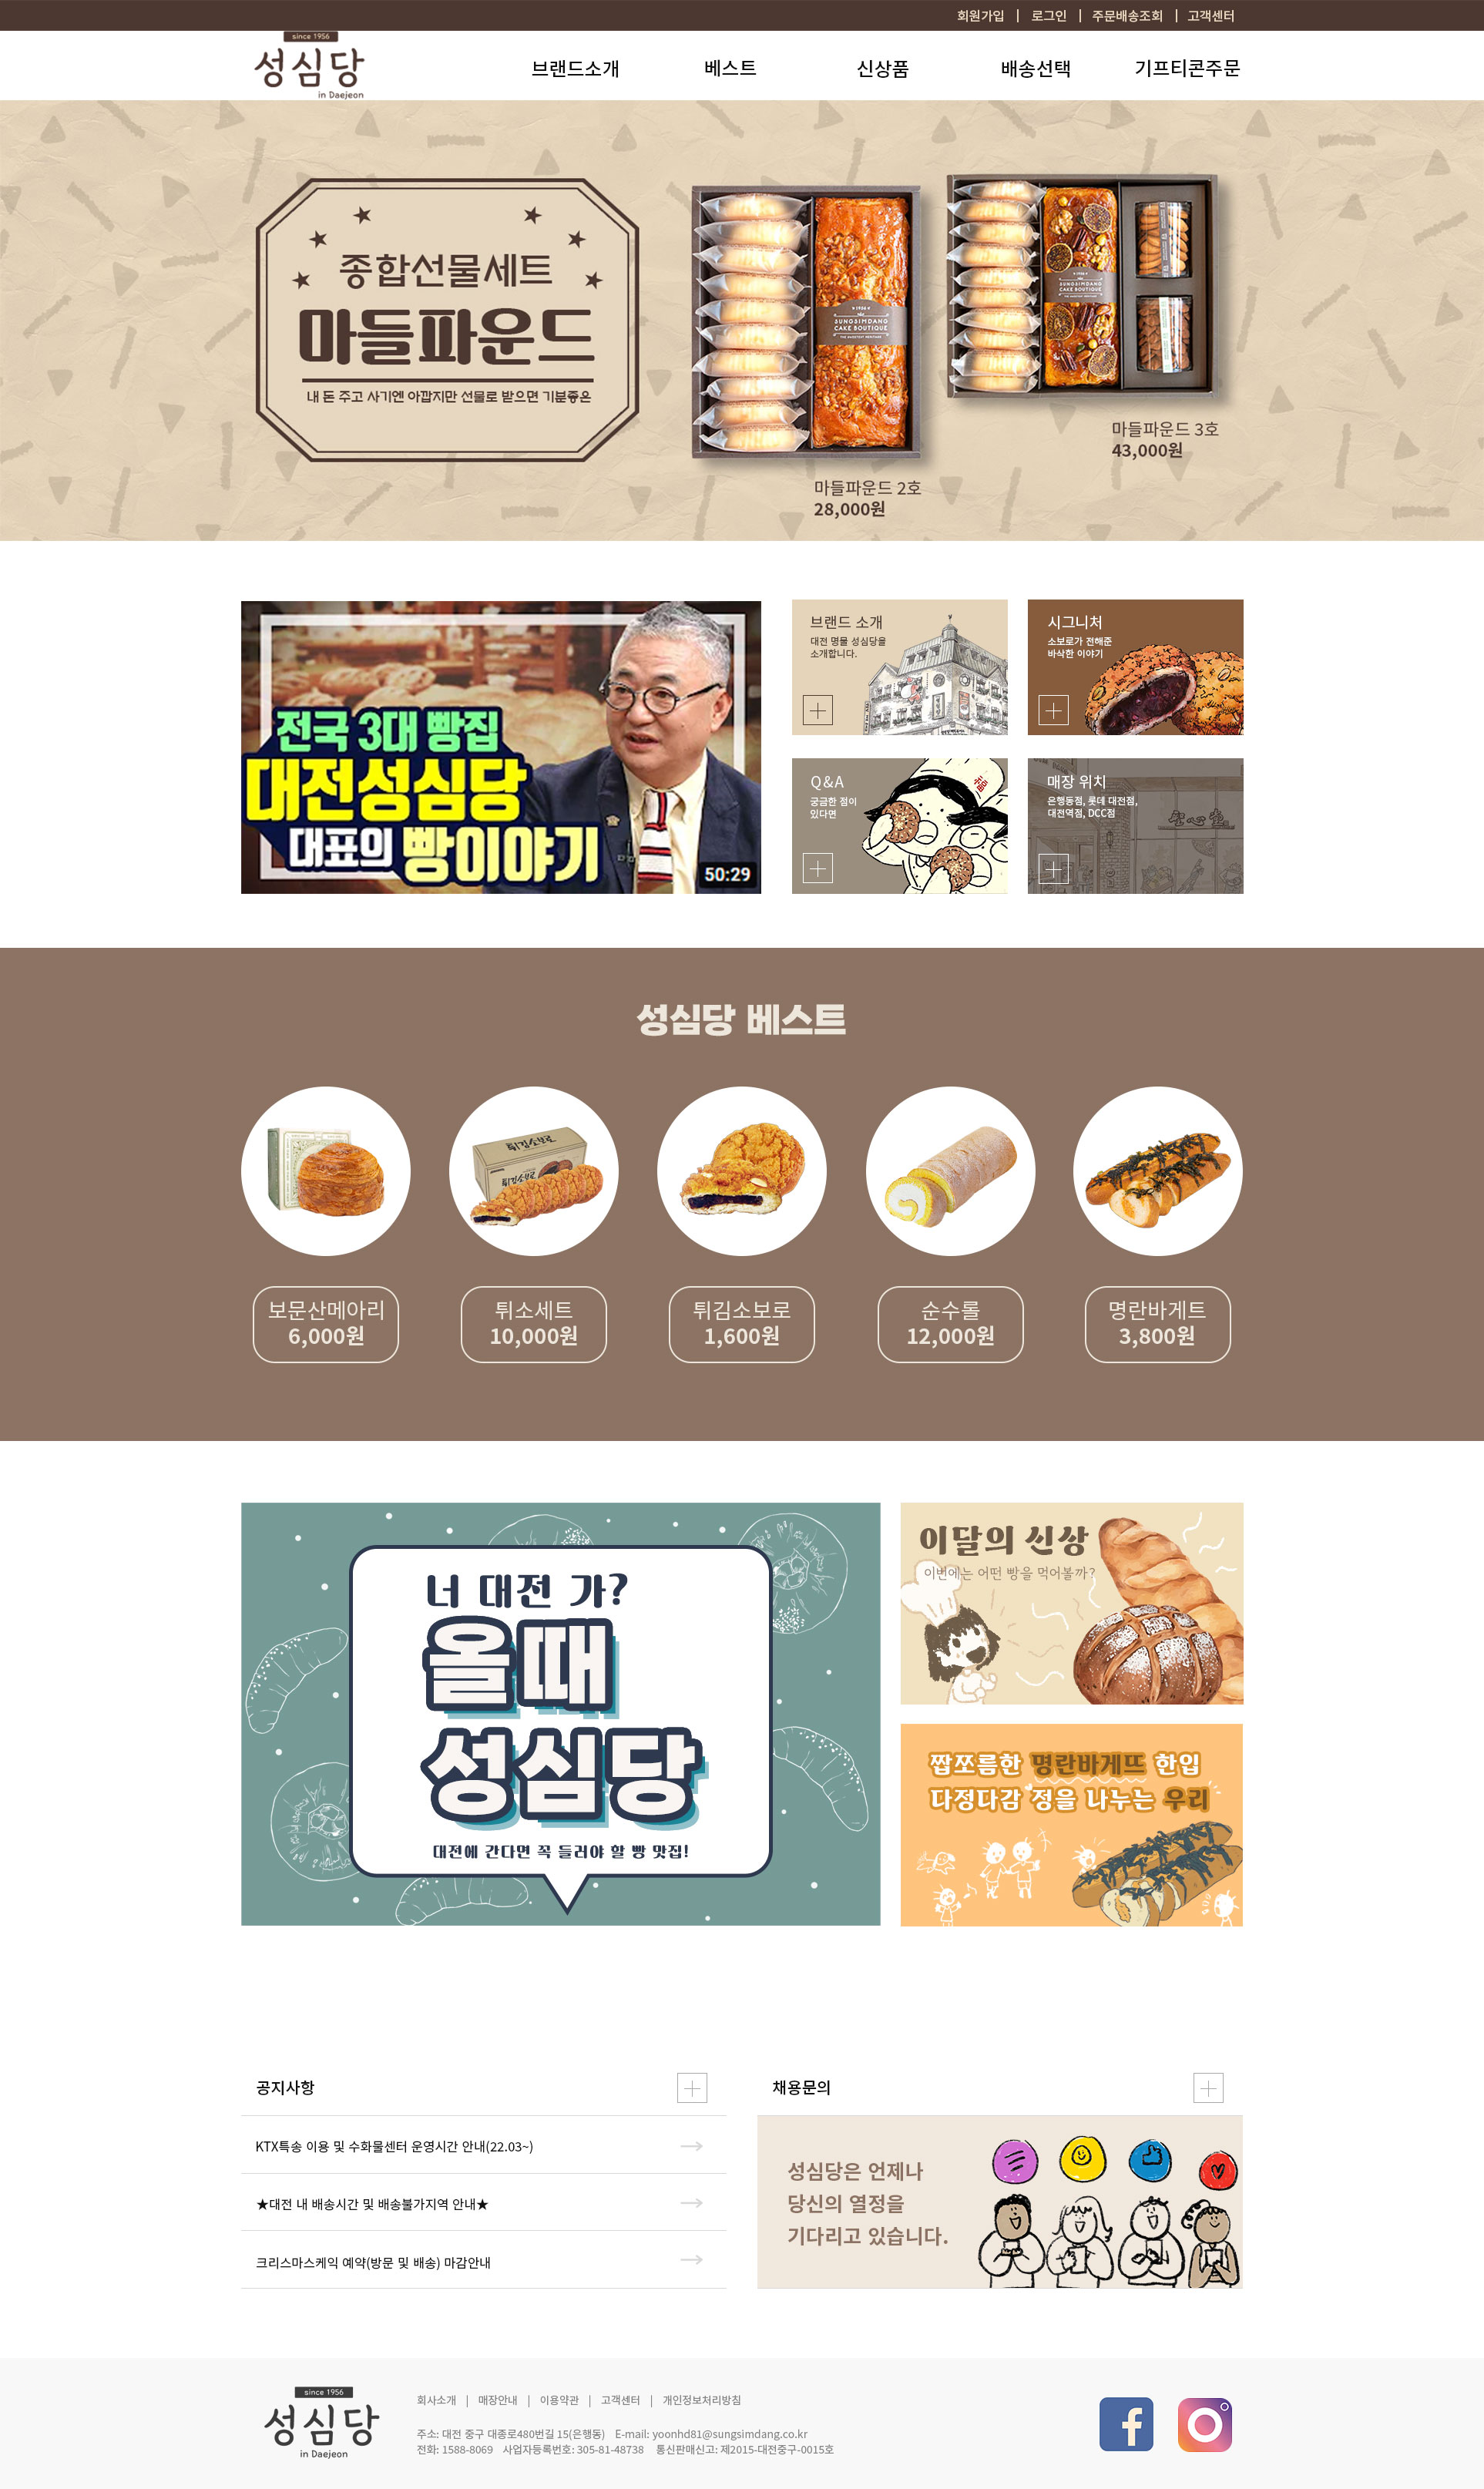 회원가입 | 로그인 | 주문배송조회 | 고객센터
since 1956
성심당
in Daejeon
브랜드소개 베스트 신상품 배송선택 기프티콘주문
종합선물세트
마들파운드
내 돈 주고 사기엔 아깝지만 선물로 받으면 기분좋은
1956
SUNGSIMDANG
CAKE BOUTIQUE
마들파운드 2호
28,000원
1956
SUNGSIMDANG
CAKE BOUTIQUE
마들파운드 3호
43,000원
전국 3대 빵집
대전성심당
대표의 빵이야기
50:29
브랜드 소개
대전 명물 성심당을
소개합니다.
시그니처
소보로가 전해준
바삭한 이야기
Q&A
궁금한 점이
있다면
매장 위치
은행동점, 롯데 대전점,
대전역점, DCC점
성심당 베스트
튀김소보로
보문산메아리
6,000원
튀소세트
10,000원
튀김소보로
1,600원
순수롤
12,000원
명란바게트
3,800원
너 대전 가?
올때
성심당
대전에 간다면 꼭 들러야 할 빵 맛집!
이달의 신상
이번에는 어떤 빵을 먹어볼까?
짭쪼름한 명란바게뜨 한입
다정다감 정을 나누는 우리
공지사항
KTX특송 이용 및 수화물센터 운영시간 안내(22.03~)
★대전 내 배송시간 및 배송불가지역 안내★
크리스마스케익 예약(방문 및 배송) 마감안내
채용문의
성심당은 언제나
당신의 열정을
기다리고 있습니다.
since 1956
성심당
in Daejeon
회사소개 | 매장안내 | 이용약관 | 고객센터 | 개인정보처리방침
주소: 대전 중구 대종로480번길 15(은행동) E-mail: yoonhd81@sungsimdang.co.kr
전화: 1588-8069 사업자등록번호: 305-81-48738 통신판매신고: 제2015-대전중구-0015호